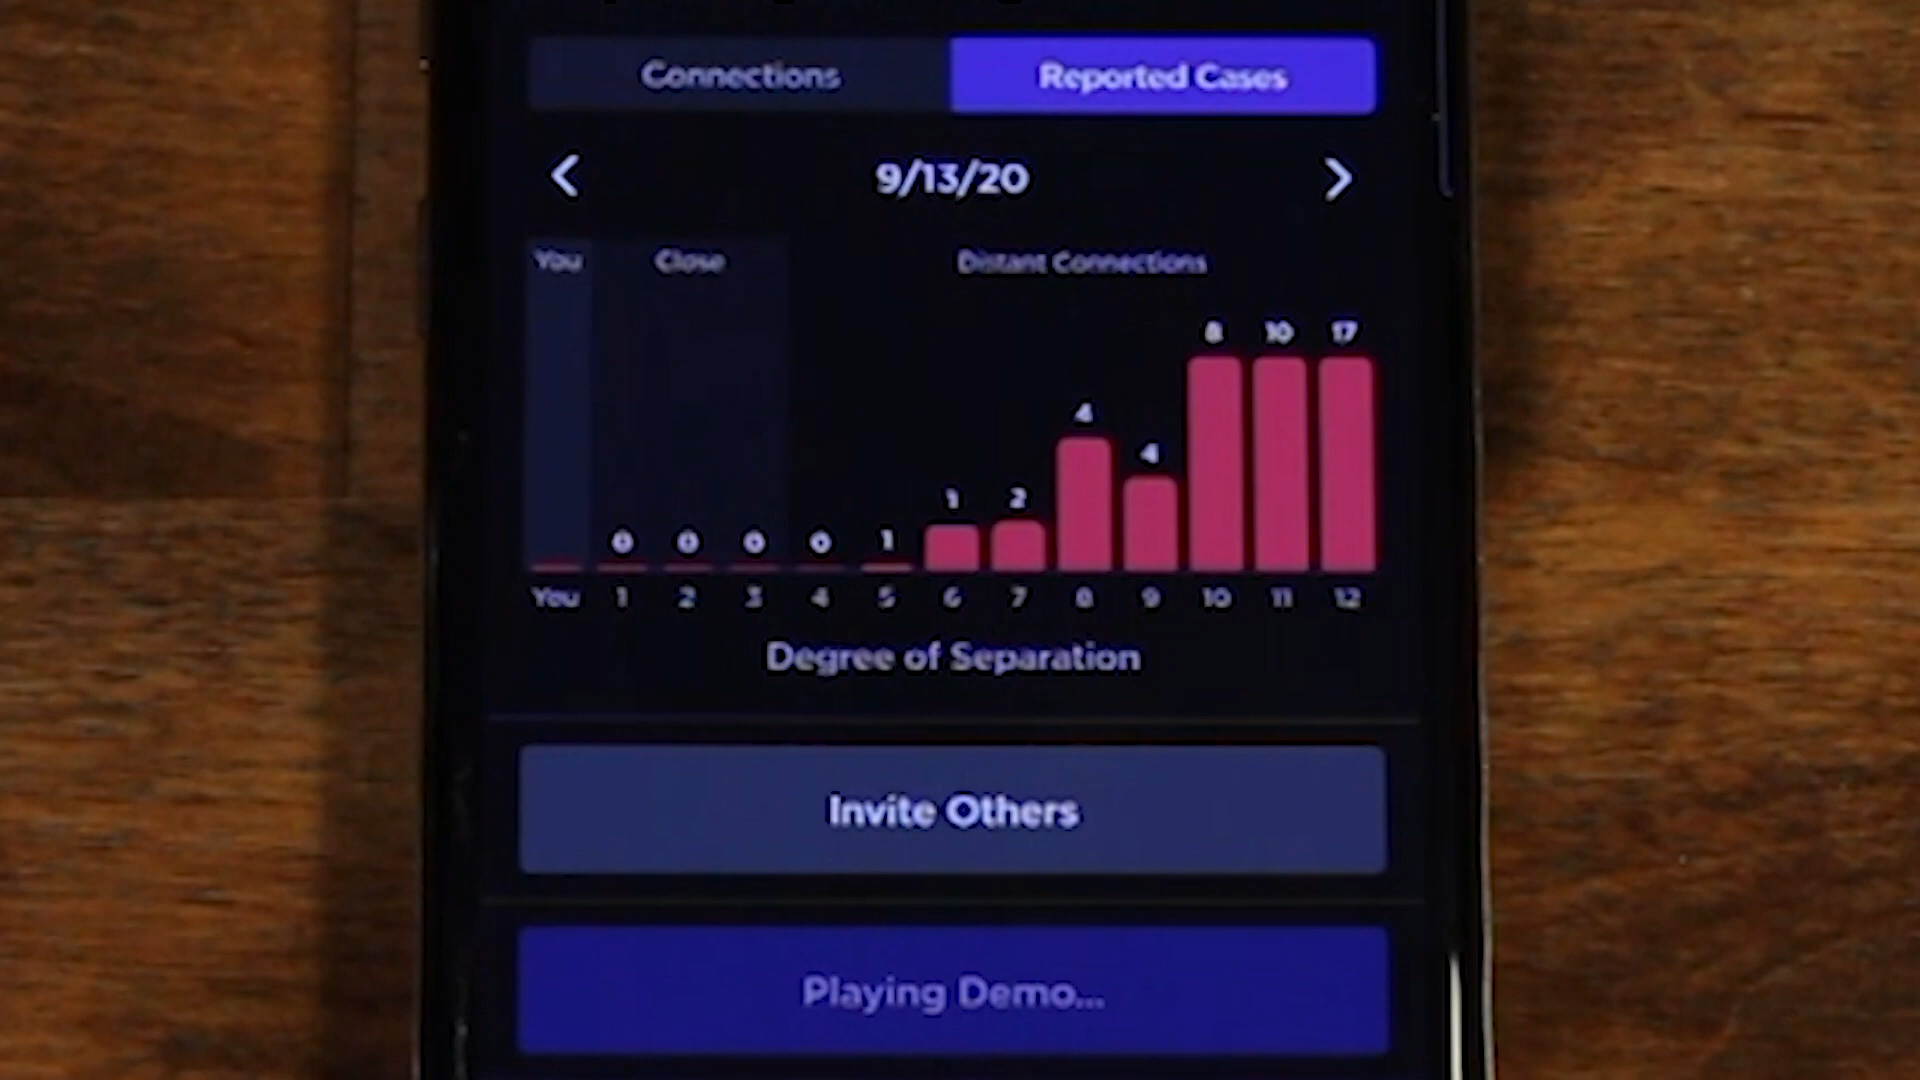 Connections Reported Cases
9/13/20
You Close Distant Connections
8 10 17
4
4
1 2
0 0 0 0 1
You 1 2 3 4 5 6 7 8 9 10 11 12
Degree of Separation
Invite Others
Playing Demo...